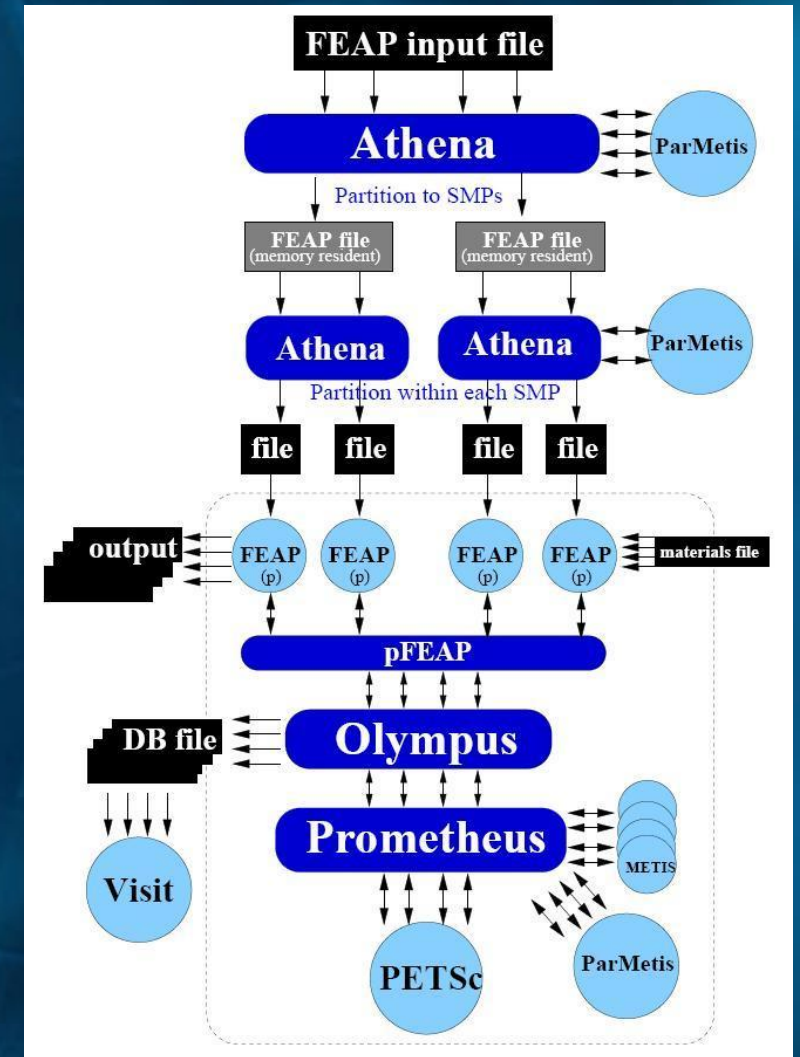 FEAP input file
Athena
ParMetis
Partition to SMPs
FEAP file
(memory resident)
FEAP file
(memory resident)
Athena
Athena
ParMetis
Partition within each SMP
file
file
file
file
output
FEAP
(p)
FEAP
(p)
FEAP
(p)
FEAP
(p)
materials file
pFEAP
DB file
Olympus
Prometheus
METIS
Visit
PETSc
ParMetis